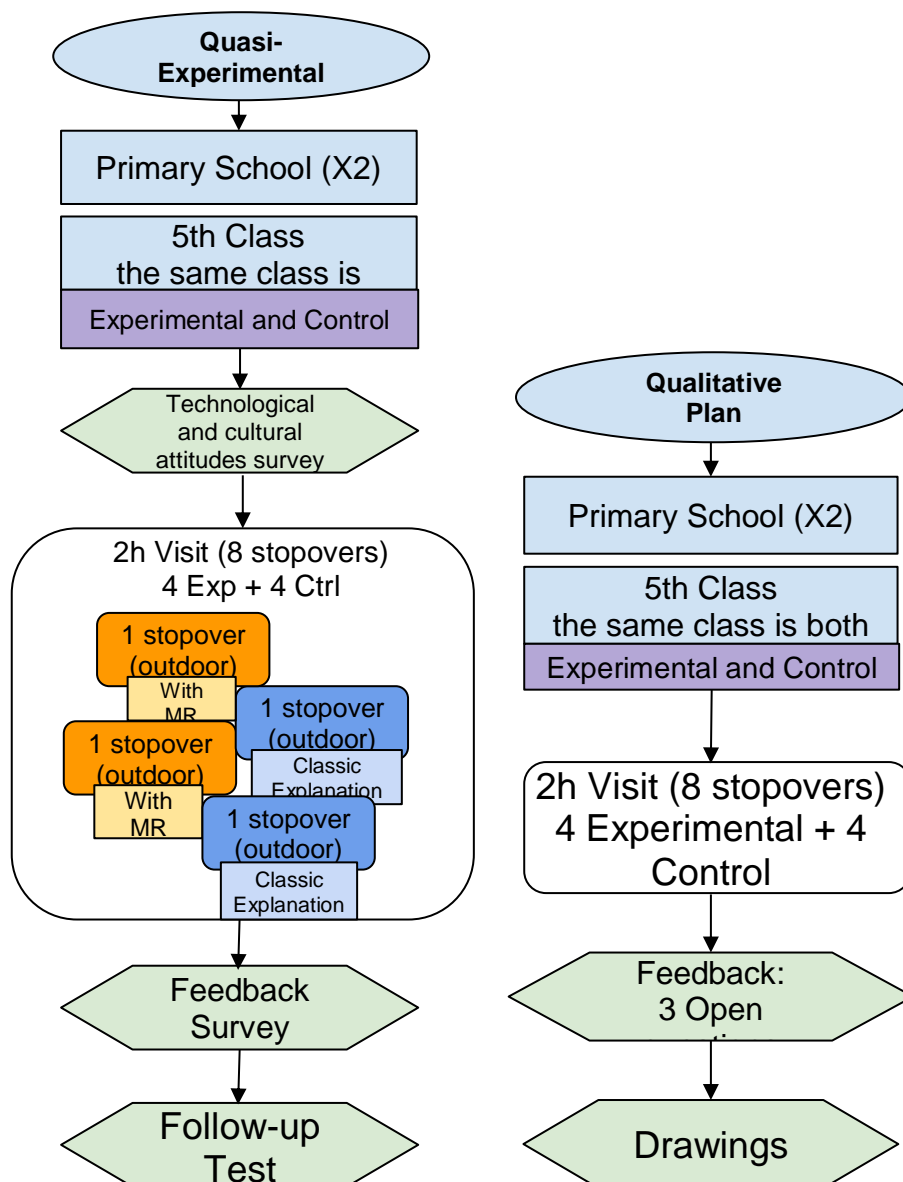 Quasi-
Experimental
Primary School (X2)
5th Class
the same class is
Experimental and Control
Technological
and cultural
attitudes survey
2h Visit (8 stopovers)
4 Exp + 4 Ctrl
1 stopover
(outdoor)
With
MR
1 stopover
(outdoor)
Classic
Explanation
1 stopover
(outdoor)
With
MR
1 stopover
(outdoor)
Classic
Explanation
Feedback
Survey
Follow-up
Test
Qualitative
Plan
Primary School (X2)
5th Class
the same class is both
Experimental and Control
2h Visit (8 stopovers)
4 Experimental + 4
Control
Feedback:
3 Open
Drawings